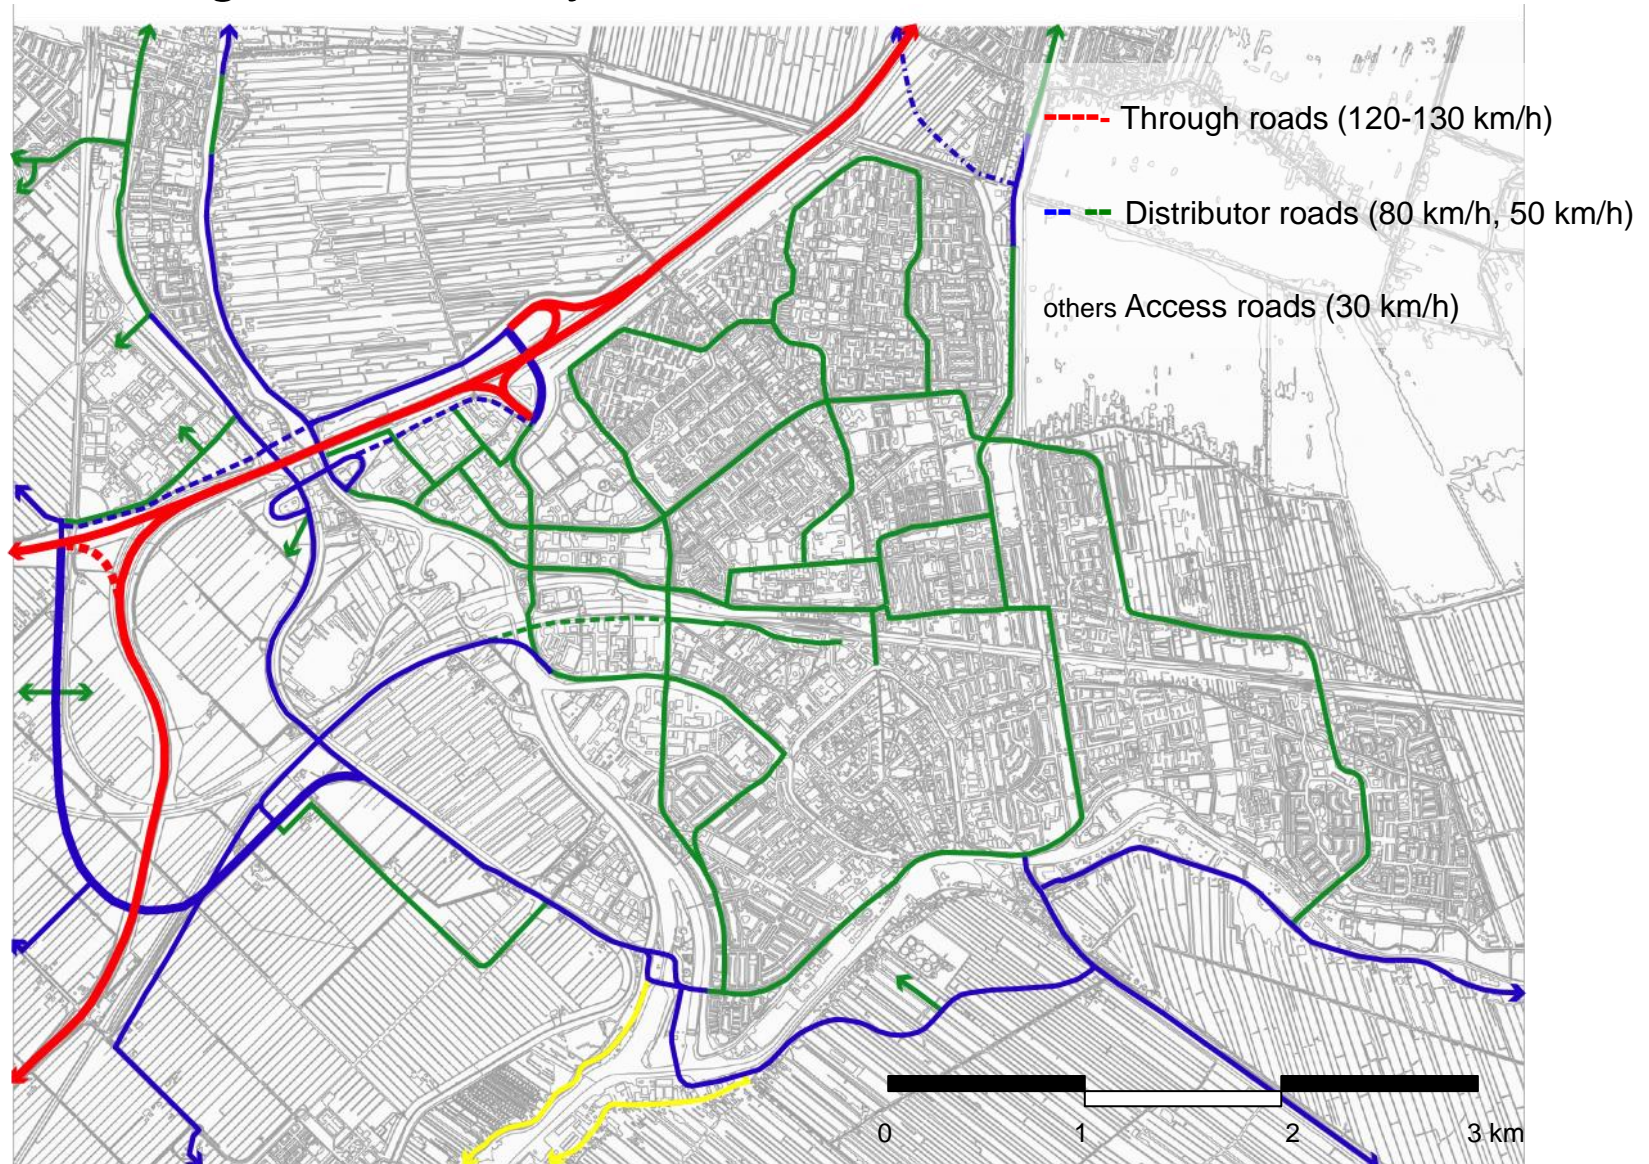 Through roads (120-130 km/h)
Distributor roads (80 km/h, 50 km/h)
others Access roads (30 km/h)
0 1 2 3 km